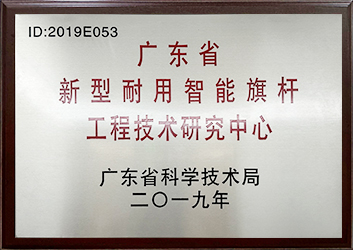 ID:2019E053
广东省
新型耐用智能旗杆
工程技术研究中心
广东省科学技术局
二〇一九年